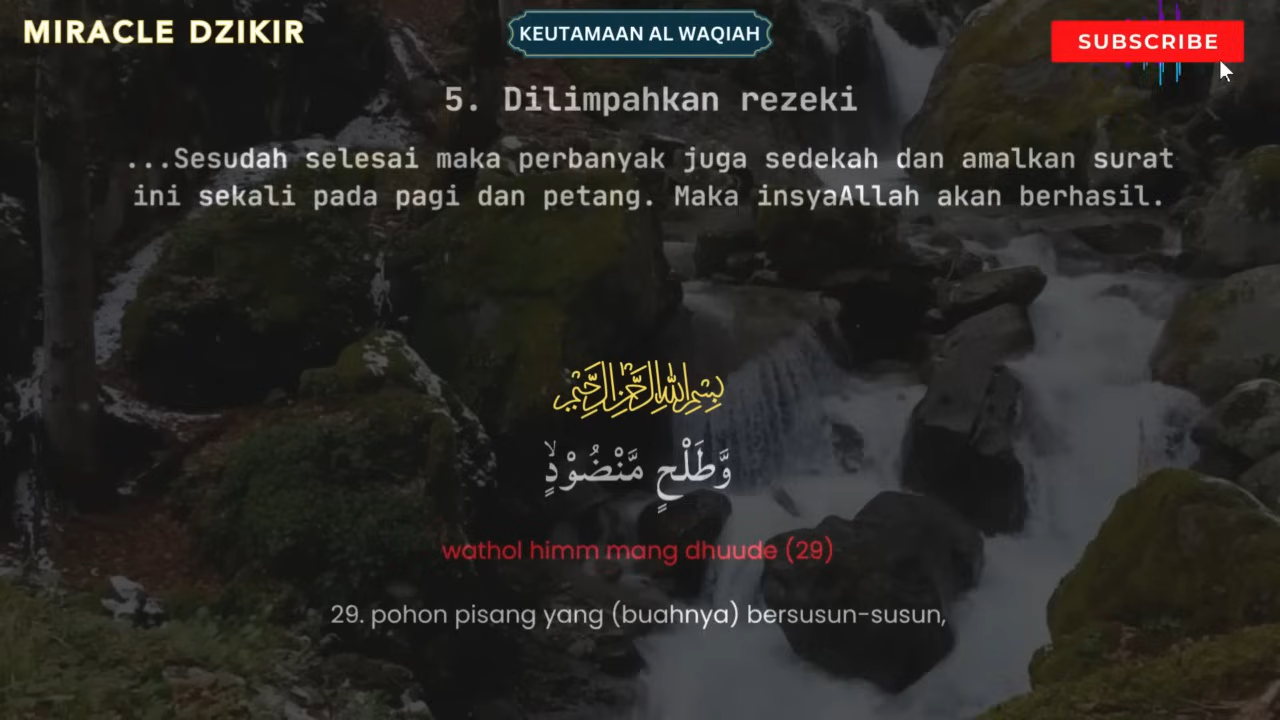 MIRACLE DZIKIR
KEUTAMAAN AL WAQIAH
SUBSCRIBE
5. Dilimpahkan rezeki
...Sesudah selesai maka perbanyak juga sedekah dan amalkan surat
ini sekali pada pagi dan petang. Maka insyaAllah akan berhasil.
بِسْمِ اللّٰهِ الرَّحْمٰنِ الرَّحِيْمِ
وَّطَلْحٍ مَّنْضُوْدٍۙ
wathol himm mang dhuude (29)
29. pohon pisang yang (buahnya) bersusun-susun,